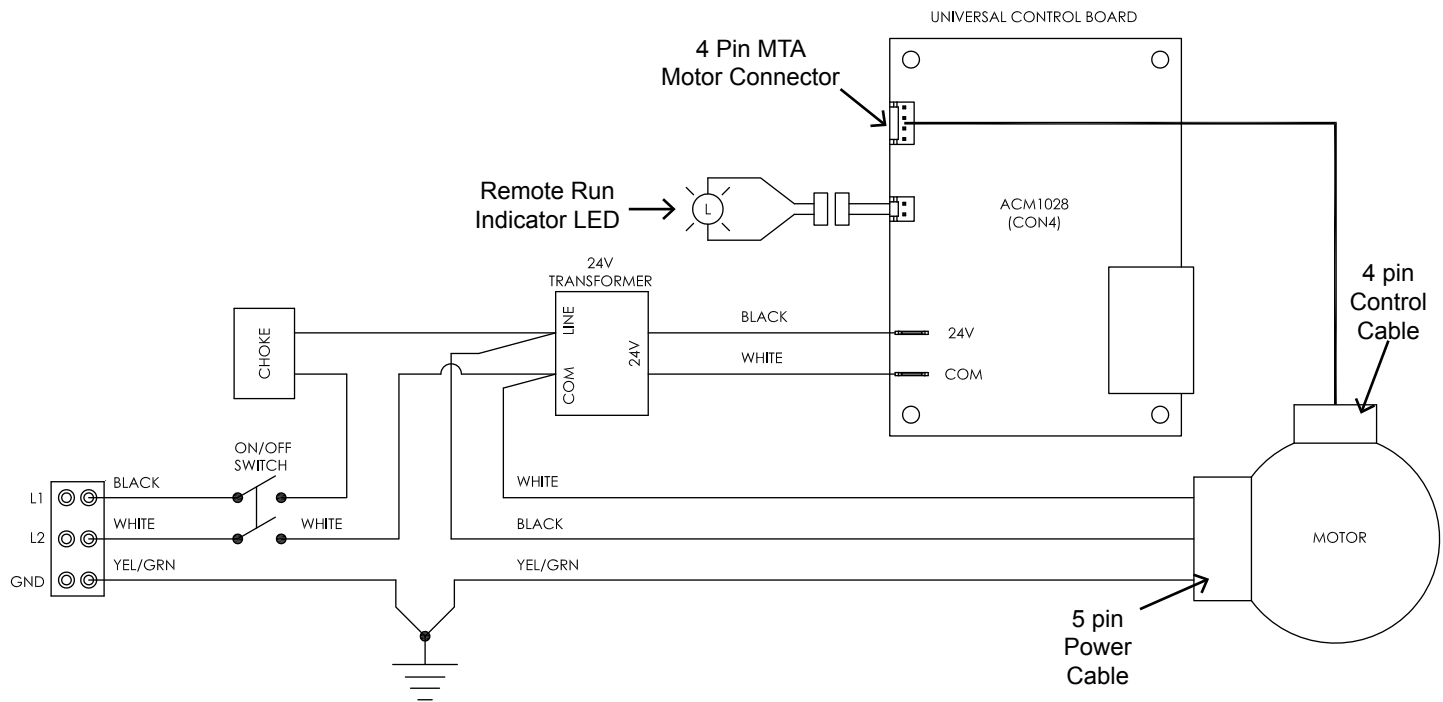 UNIVERSAL CONTROL BOARD
4 Pin MTA
Motor Connector
Remote Run
Indicator LED
L
ACM1028
(CON4)
24V
TRANSFORMER
LINE
COM
24V
CHOKE
BLACK
24V
WHITE
COM
4 pin
Control
Cable
ON/OFF
SWITCH
L1
BLACK
WHITE
L2
WHITE
WHITE
BLACK
MOTOR
GND
YEL/GRN
YEL/GRN
5 pin
Power
Cable